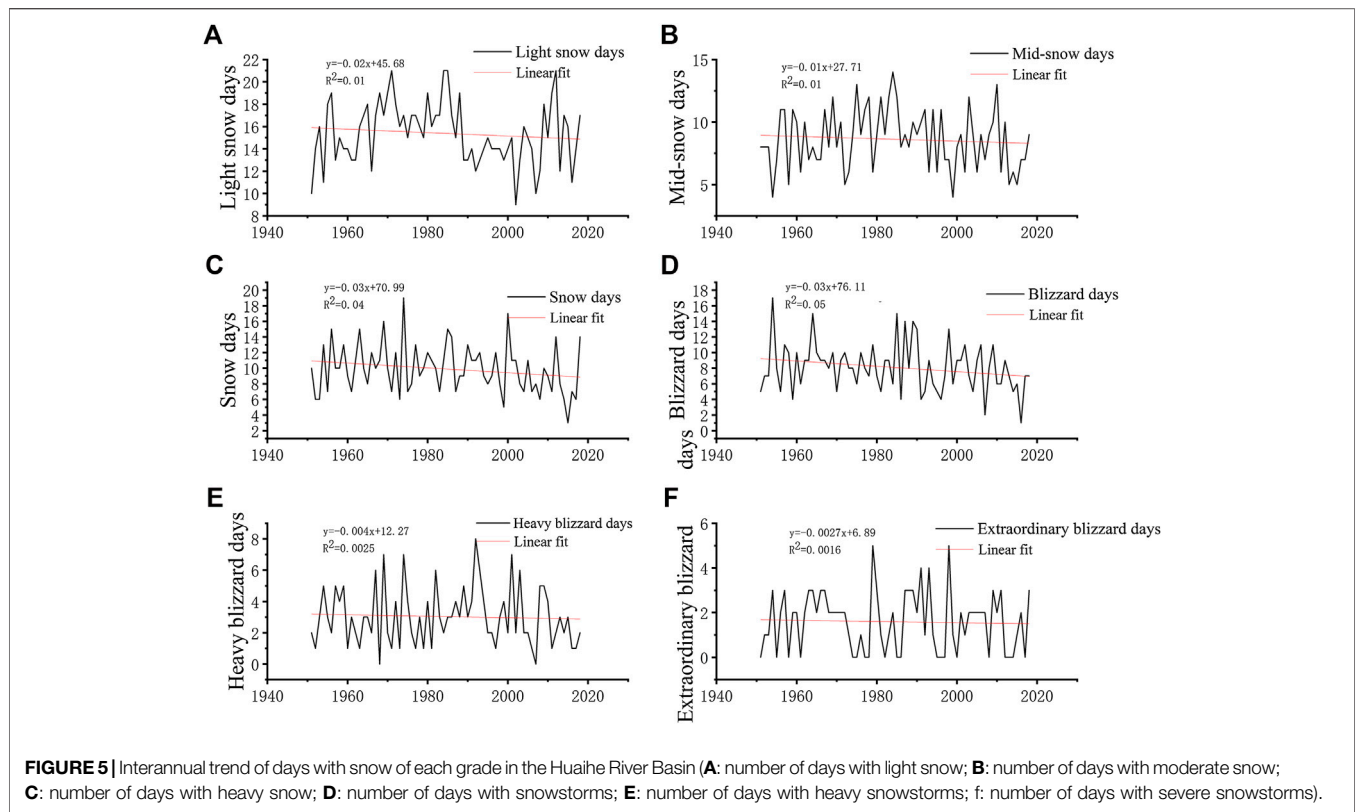 A
Light snow days
y=-0.02x+45.68
R²=0.01
Light snow days
Linear fit
22
20
18
16
14
12
10
8
1940 1960 1980 2000 2020
B
Mid-snow days
y=-0.01x+27.71
R²=0.01
Mid-snow days
Linear fit
15
10
5
1940 1960 1980 2000 2020
C
Snow days
y=-0.03x+70.99
R²=0.04
Snow days
Linear fit
20
18
16
14
12
10
8
6
4
2
1940 1960 1980 2000 2020
D
Blizzard days
y=-0.03x+76.11
R²=0.05
Blizzard days
Linear fit
18
16
14
12
10
8
6
4
2
0
1940 1960 1980 2000 2020
E
Heavy blizzard days
y=-0.004x+12.27
R²=0.0025
Heavy blizzard days
Linear fit
8
6
4
2
0
1940 1960 1980 2000 2020
F
Extraordinary blizzard
days
y=-0.0027x+6.89
R²=0.0016
Extraordinary blizzard days
Linear fit
6
4
2
0
1940 1960 1980 2000 2020
FIGURE 5 | Interannual trend of days with snow of each grade in the Huaihe River Basin (A: number of days with light snow; B: number of days with moderate snow;
C: number of days with heavy snow; D: number of days with snowstorms; E: number of days with heavy snowstorms; f: number of days with severe snowstorms).